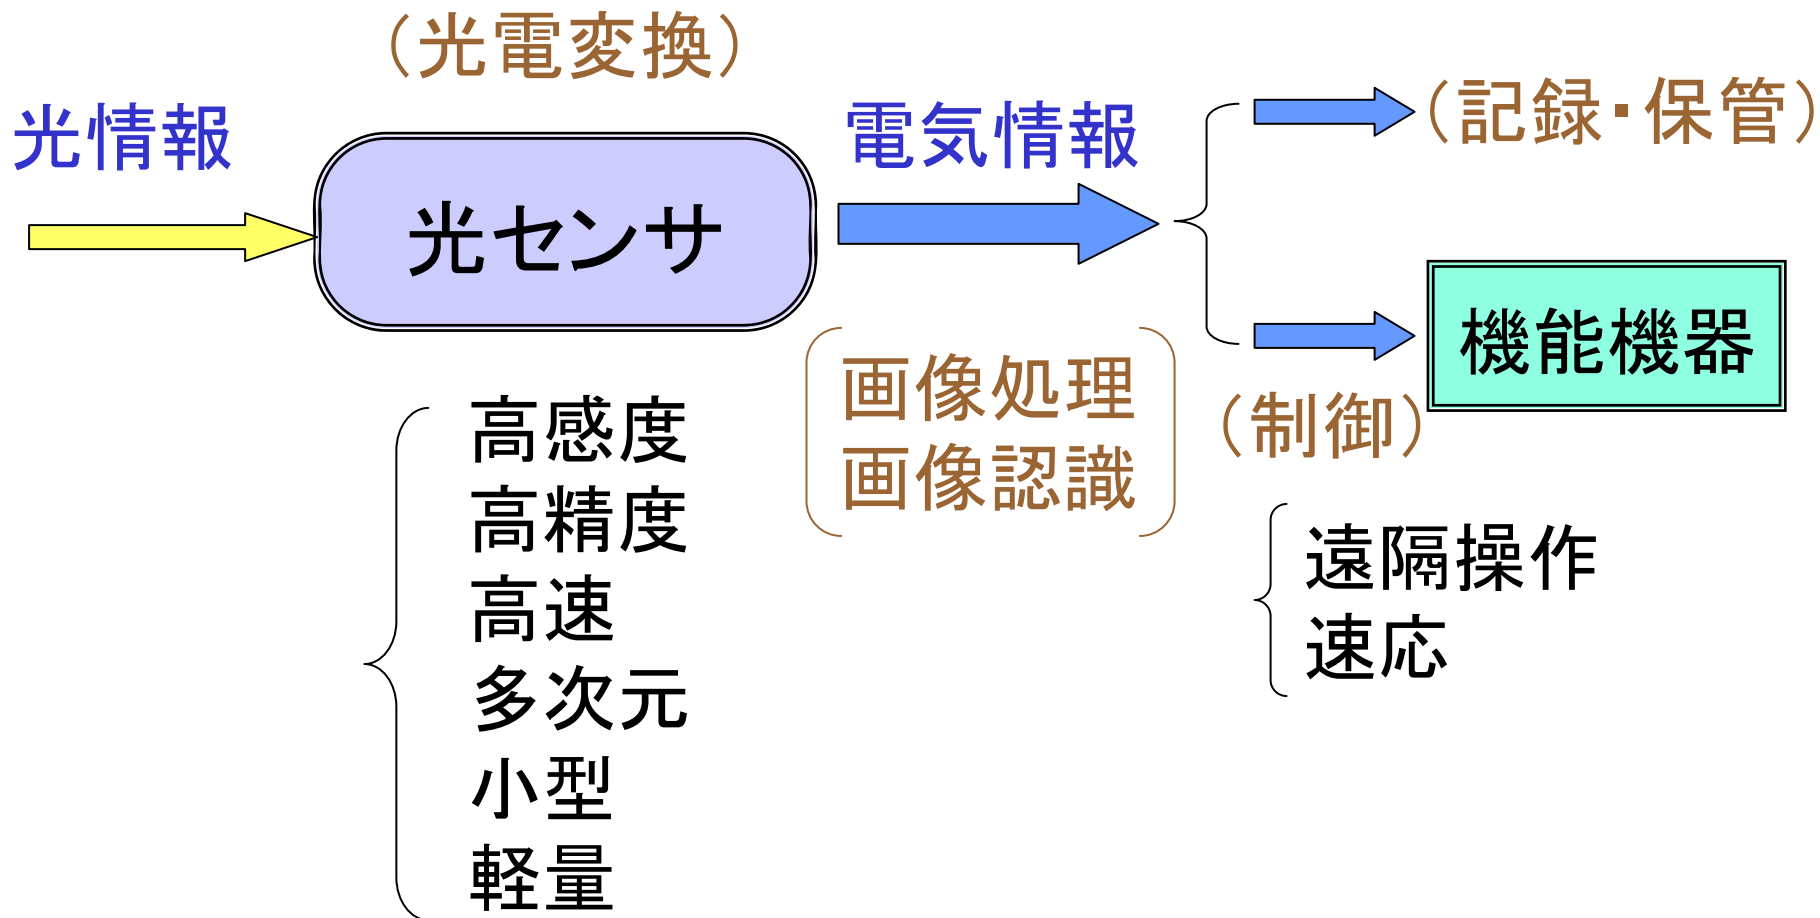 （光電変換）
光情報
光センサ
電気情報
（記録・保管）
機能機器
（制御）
画像処理
画像認識
高感度
高精度
高速
多次元
小型
軽量
遠隔操作
速応